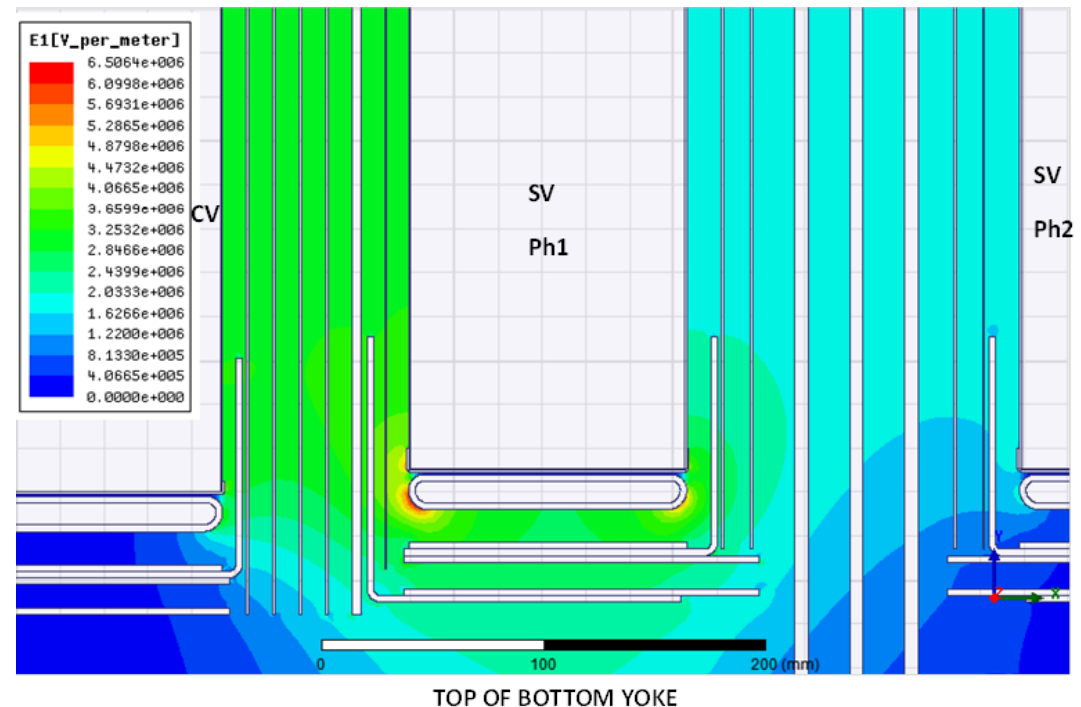 E1[V_per_meter]
6.5064e+006
6.0998e+006
5.6931e+006
5.2865e+006
4.8798e+006
4.4732e+006
4.0665e+006
3.6599e+006
3.2532e+006
2.8466e+006
2.4399e+006
2.0333e+006
1.6266e+006
1.2200e+006
8.1330e+005
4.0665e+005
0.0000e+000
CV
SV
Ph1
SV
Ph2
Y
Z
X
0
100
200 (mm)
TOP OF BOTTOM YOKE